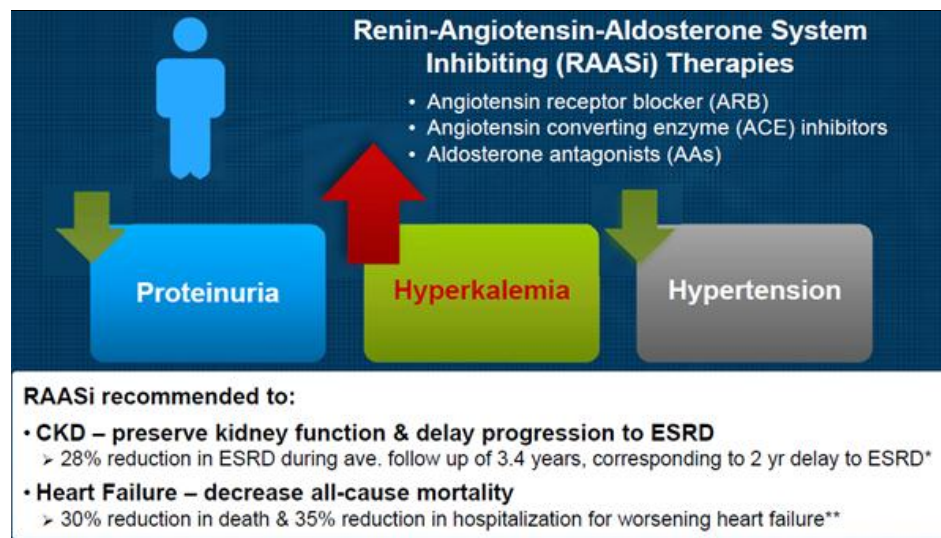 Renin-Angiotensin-Aldosterone System
Inhibiting (RAASi) Therapies
• Angiotensin receptor blocker (ARB)
• Angiotensin converting enzyme (ACE) inhibitors
• Aldosterone antagonists (AAs)
Proteinuria
Hyperkalemia
Hypertension
RAASi recommended to:
• CKD – preserve kidney function & delay progression to ESRD
➢ 28% reduction in ESRD during ave. follow up of 3.4 years, corresponding to 2 yr delay to ESRD*
• Heart Failure – decrease all-cause mortality
➢ 30% reduction in death & 35% reduction in hospitalization for worsening heart failure**